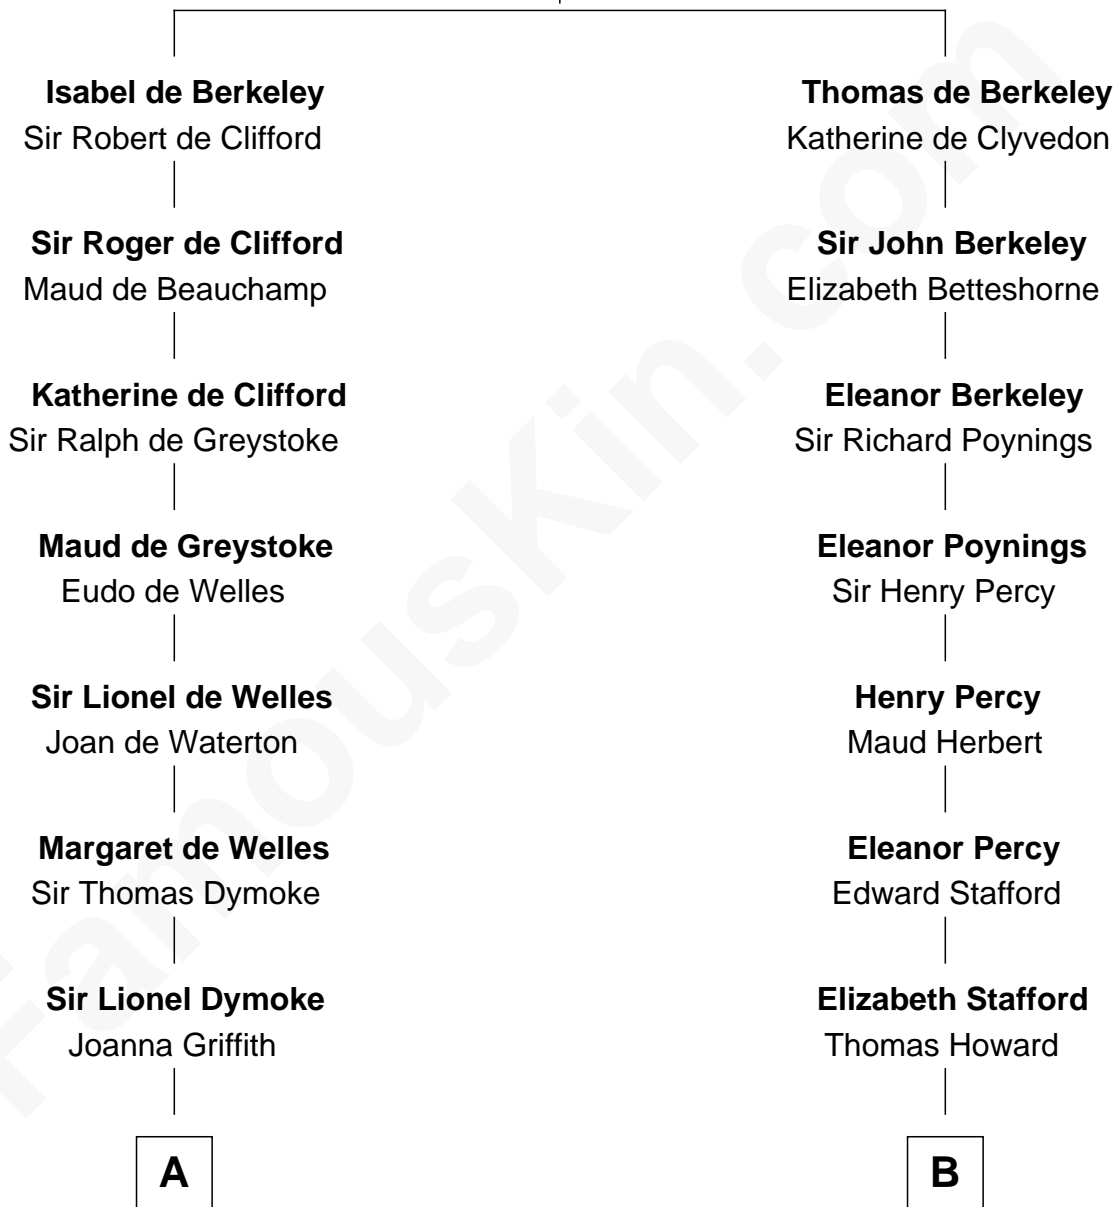 Isabel de Berkeley
Sir Robert de Clifford
Sir Roger de Clifford
Maud de Beauchamp
Katherine de Clifford
Sir Ralph de Greystoke
Maud de Greystoke
Eudo de Welles
Sir Lionel de Welles
Joan de Waterton
Margaret de Welles
Sir Thomas Dymoke
Sir Lionel Dymoke
Joanna Griffith
A
Thomas de Berkeley
Katherine de Clyvedon
Sir John Berkeley
Elizabeth Betteshorne
Eleanor Berkeley
Sir Richard Poynings
Eleanor Poynings
Sir Henry Percy
Henry Percy
Maud Herbert
Eleanor Percy
Edward Stafford
Elizabeth Stafford
Thomas Howard
B
FamousKin.com